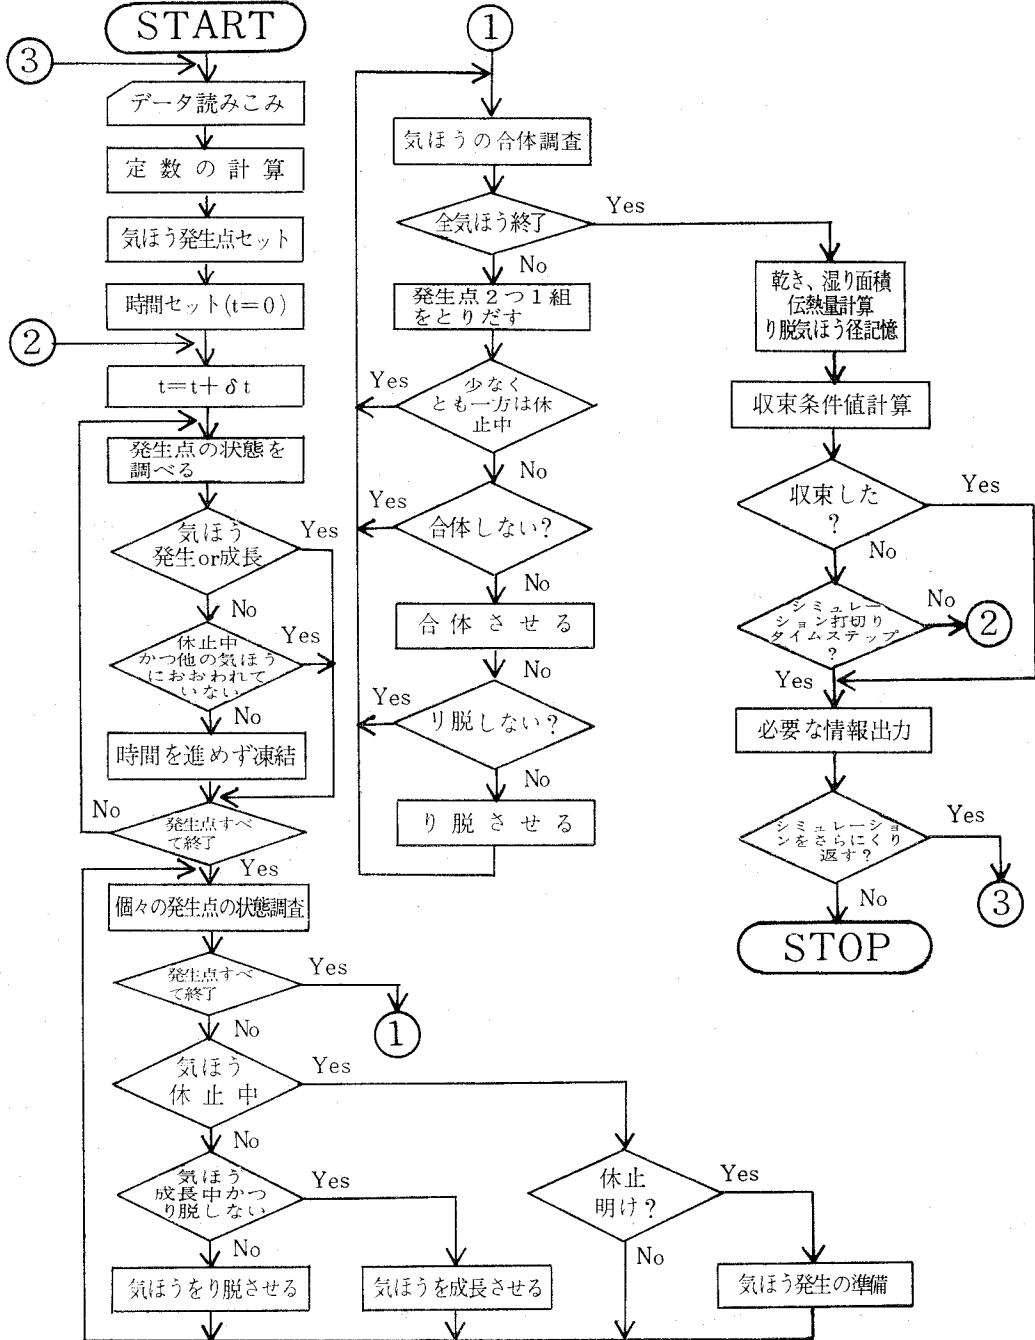 START
③
データ読みこみ
定数の計算
気ほう発生点セット
時間セット(t=0)
②
t=t+δt
発生点の状態を
調べる
気ほう
発生or成長
Yes
No
休止中
かつ他の気ほう
におおわれて
いない
Yes
No
時間を進めず凍結
発生点すべ
て終了
No
Yes
個々の発生点の状態調査
発生点すべ
て終了
Yes
①
No
気ほう
休止中
Yes
No
気ほう
成長中かつ
り脱しない
Yes
No
気ほうをり脱させる
気ほうを成長させる
休止
明け?
Yes
No
気ほう発生の準備
①
気ほうの合体調査
全気ほう終了
Yes
No
発生点2つ1組
をとりだす
少なく
とも一方は休
止中
Yes
No
合体しない?
Yes
No
合体させる
No
り脱しない?
Yes
No
り脱させる
乾き、湿り面積
伝熱量計算
り脱気ほう径記憶
収束条件値計算
収束した
?
Yes
No
シミュレー
ション打切り
タイムステップ
?
No
②
Yes
必要な情報出力
シミュレーショ
ンをさらにくり
返す?
Yes
③
No
STOP